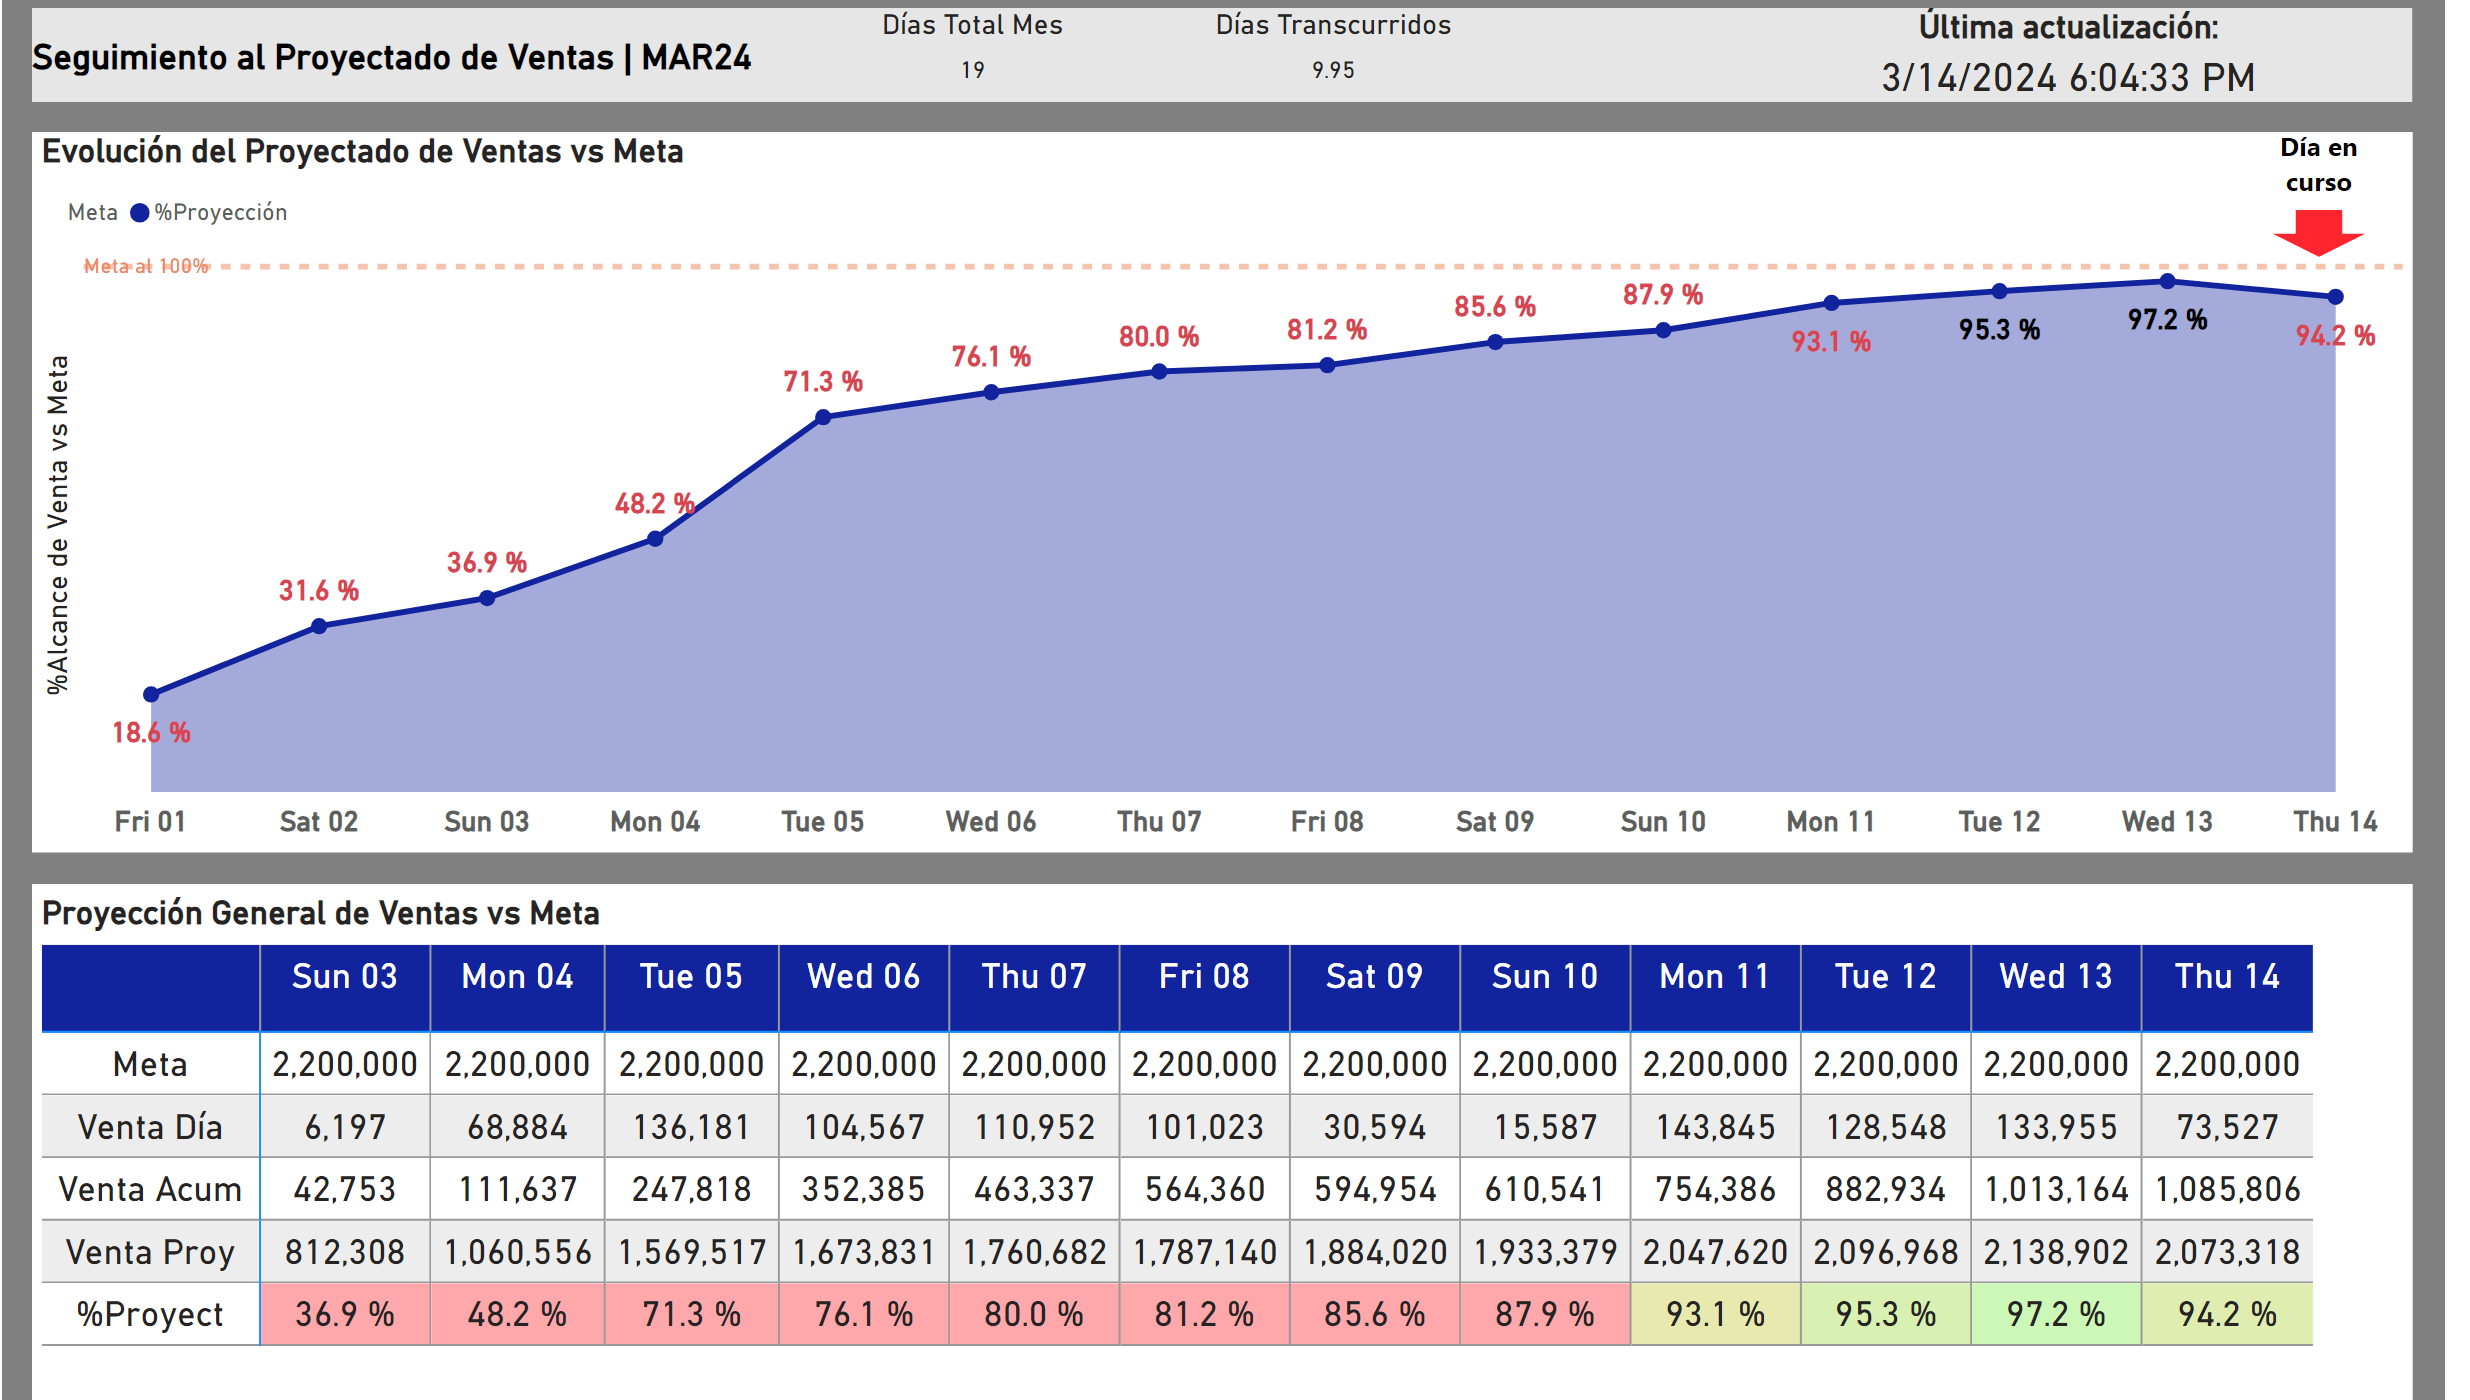 Seguimiento al Proyectado de Ventas | MAR24
Días Total Mes
19
Días Transcurridos
9.95
Última actualización:
3/14/2024 6:04:33 PM
Evolución del Proyectado de Ventas vs Meta
Día en
curso
Meta %Proyección
Meta al 100%
%Alcance de Venta vs Meta
18.6 %
31.6 %
36.9 %
48.2 %
71.3 %
76.1 %
80.0 %
81.2 %
85.6 %
87.9 %
93.1 %
95.3 %
97.2 %
94.2 %
Fri 01 Sat 02 Sun 03 Mon 04 Tue 05 Wed 06 Thu 07 Fri 08 Sat 09 Sun 10 Mon 11 Tue 12 Wed 13 Thu 14
Proyección General de Ventas vs Meta
Sun 03 Mon 04 Tue 05 Wed 06 Thu 07 Fri 08 Sat 09 Sun 10 Mon 11 Tue 12 Wed 13 Thu 14
Meta 2,200,000 2,200,000 2,200,000 2,200,000 2,200,000 2,200,000 2,200,000 2,200,000 2,200,000 2,200,000 2,200,000 2,200,000
Venta Día 6,197 68,884 136,181 104,567 110,952 101,023 30,594 15,587 143,845 128,548 133,955 73,527
Venta Acum 42,753 111,637 247,818 352,385 463,337 564,360 594,954 610,541 754,386 882,934 1,013,164 1,085,806
Venta Proy 812,308 1,060,556 1,569,517 1,673,831 1,760,682 1,787,140 1,884,020 1,933,379 2,047,620 2,096,968 2,138,902 2,073,318
%Proyect 36.9 % 48.2 % 71.3 % 76.1 % 80.0 % 81.2 % 85.6 % 87.9 % 93.1 % 95.3 % 97.2 % 94.2 %